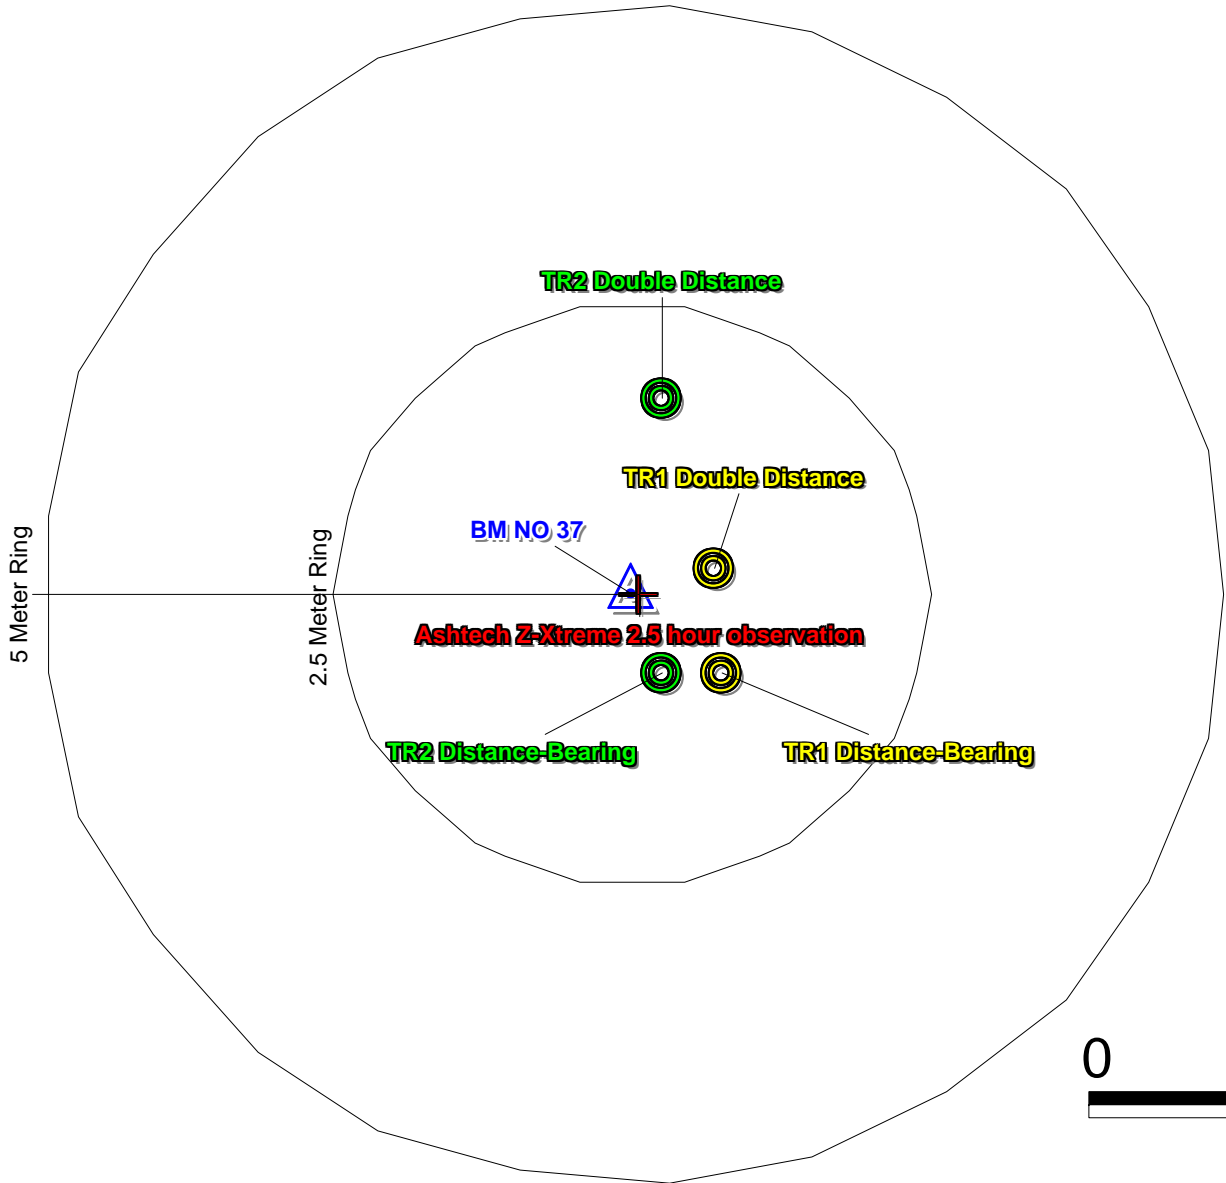 TR2 Double Distance
TR1 Double Distance
BM NO 37
5 Meter Ring
2.5 Meter Ring
Ashtech Z-Xtreme 2.5 hour observation
TR2 Distance-Bearing
TR1 Distance-Bearing
0